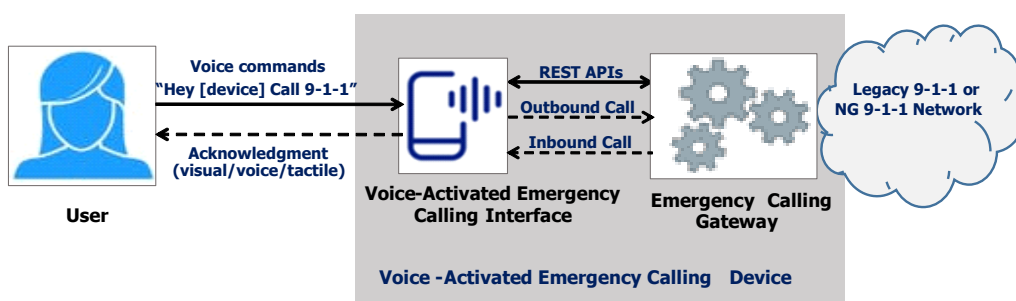 Voice commands
“Hey [device] Call 9-1-1”
Acknowledgment
(visual/voice/tactile)
User
REST APIs
Outbound Call
Inbound Call
Voice-Activated Emergency
Calling Interface
Emergency Calling
Gateway
Legacy 9-1-1 or
NG 9-1-1 Network
Voice -Activated Emergency Calling Device